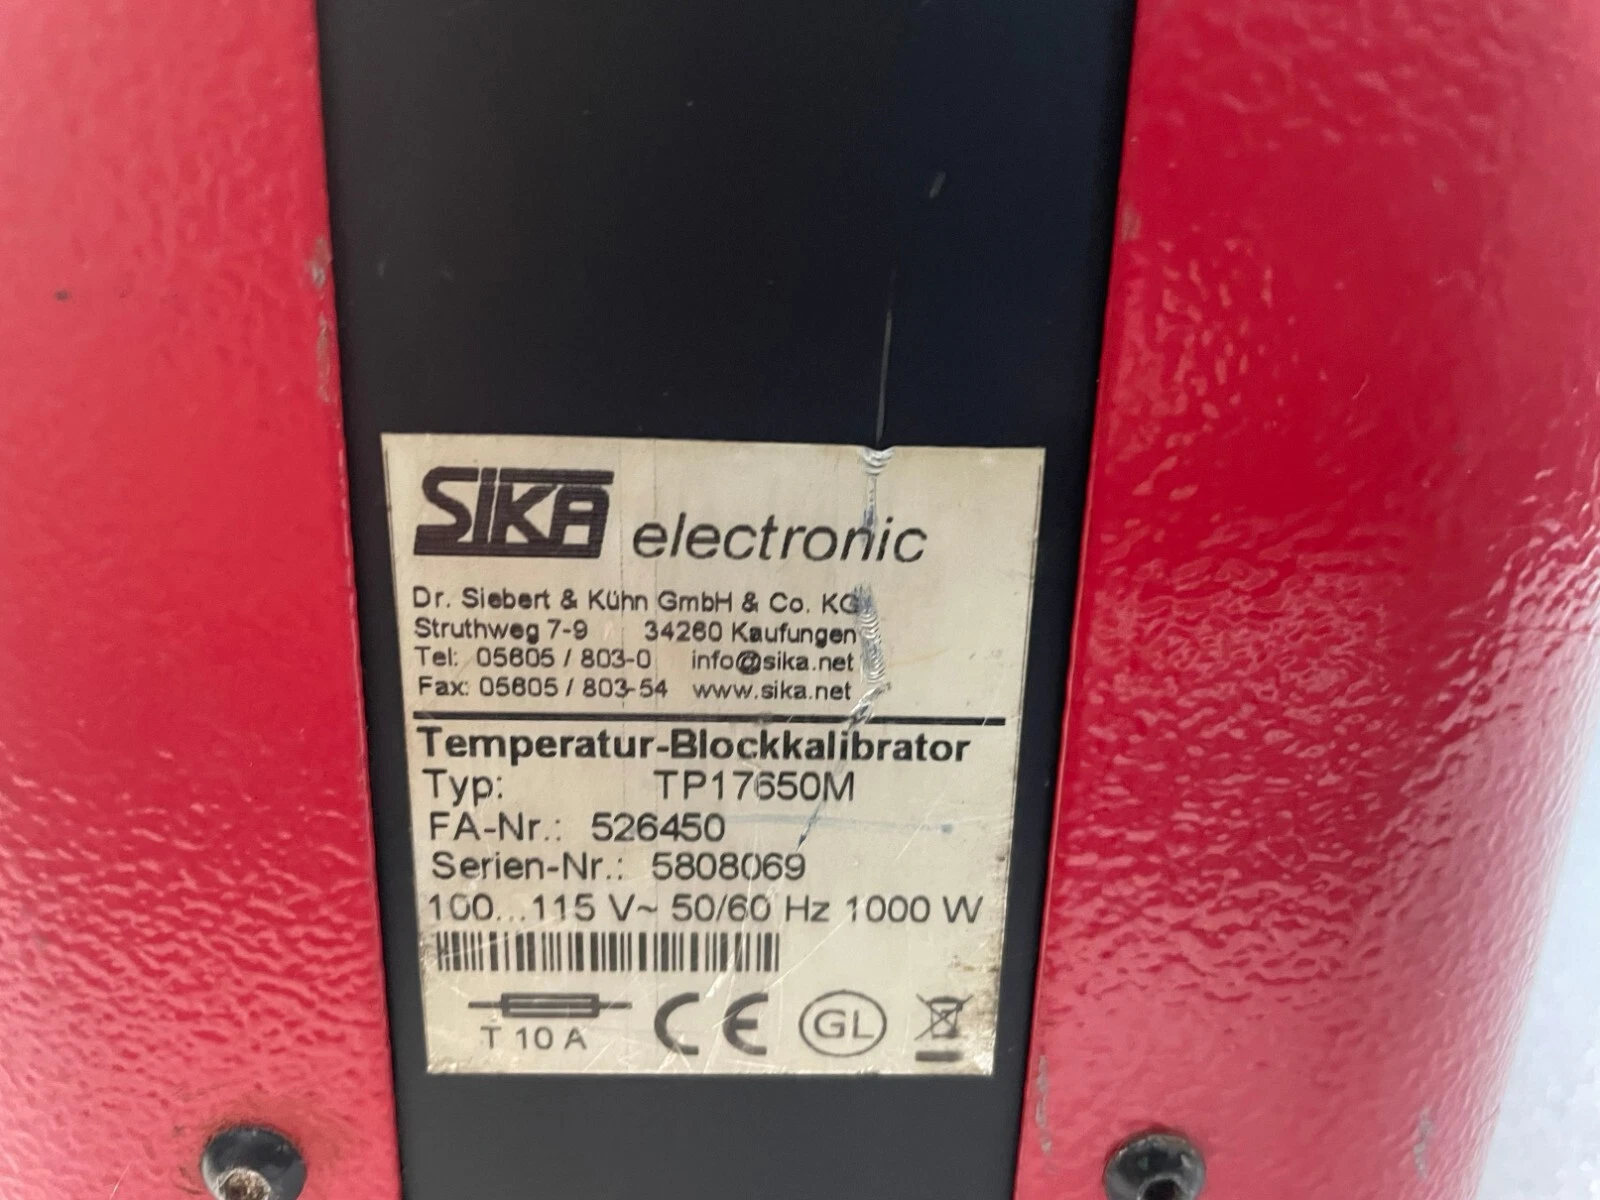 SIKA electronic
Dr. Siebert & Kühn GmbH & Co. KG
Struthweg 7-9 34260 Kaufungen
Tel: 05605 / 803-0 info@sika.net
Fax: 05605 / 803-54 www.sika.net
Temperatur-Blockkalibrator
Typ: TP17650M
FA-Nr.: 526450
Serien-Nr.: 5808069
100...115 V~ 50/60 Hz 1000 W
T 10 A CE GL